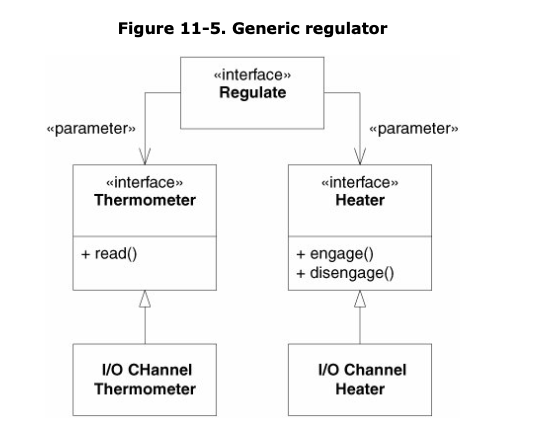 Figure 11-5. Generic regulator
«interface»
Regulate
«parameter»
«parameter»
«interface»
Thermometer
+ read()
«interface»
Heater
+ engage()
+ disengage()
I/O CHannel
Thermometer
I/O Channel
Heater